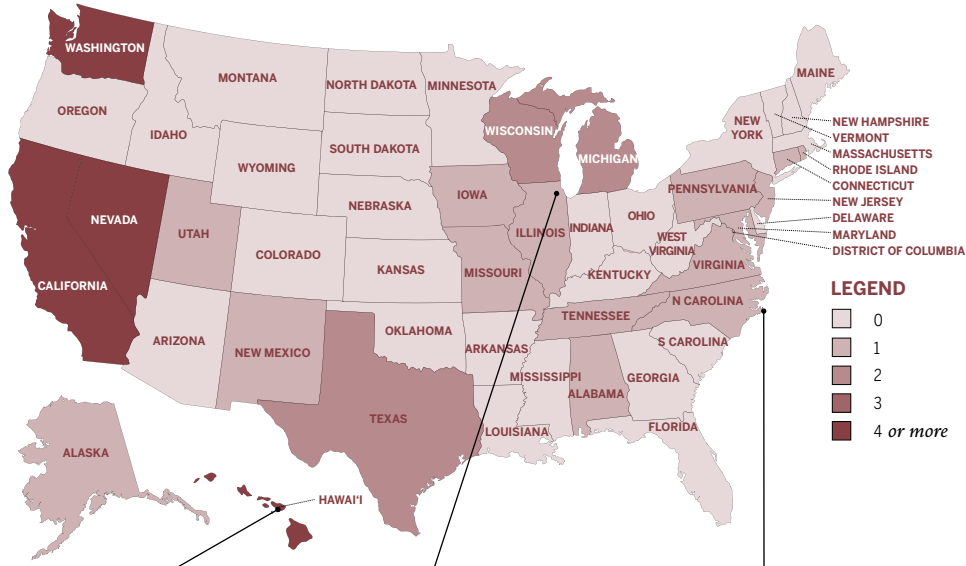 WASHINGTON
MONTANA
NORTH DAKOTA
MINNESOTA
MAINE
OREGON
IDAHO
WISCONSIN
MICHIGAN
NEW
YORK
NEW HAMPSHIRE
VERMONT
MASSACHUSETTS
RHODE ISLAND
CONNECTICUT
NEW JERSEY
DELAWARE
MARYLAND
DISTRICT OF COLUMBIA
SOUTH DAKOTA
WYOMING
IOWA
PENNSYLVANIA
NEBRASKA
NEVADA
UTAH
ILLINOIS
INDIANA
OHIO
WEST
VIRGINIA
VIRGINIA
COLORADO
KANSAS
MISSOURI
KENTUCKY
CALIFORNIA
N CAROLINA
TENNESSEE
ARIZONA
NEW MEXICO
OKLAHOMA
ARKANSAS
S CAROLINA
MISSISSIPPI
ALABAMA
GEORGIA
TEXAS
LOUISIANA
FLORIDA
ALASKA
HAWAI‘I
LEGEND
0
1
2
3
4 or more